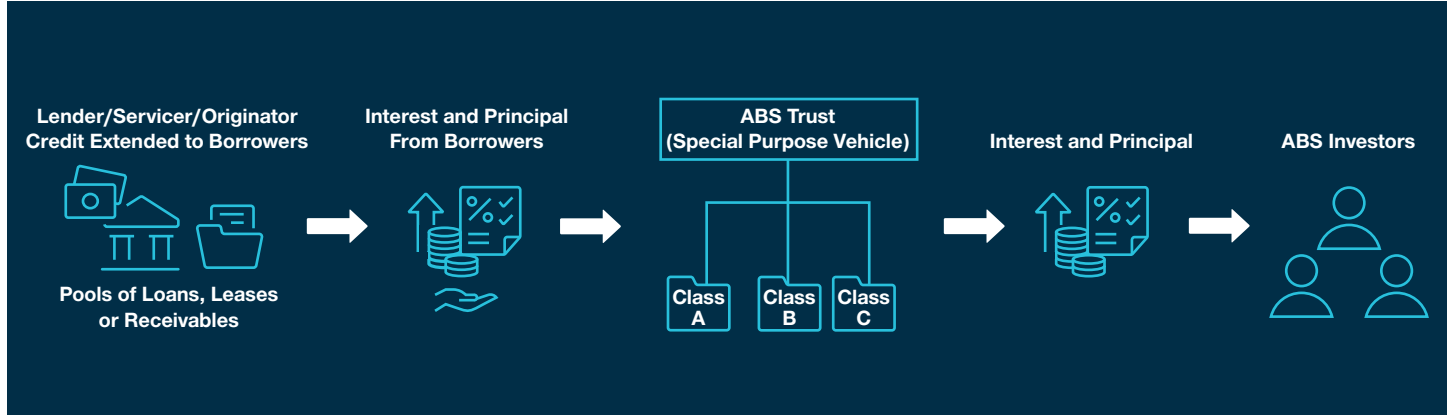 Lender/Servicer/Originator
Credit Extended to Borrowers
Pools of Loans, Leases
or Receivables
Interest and Principal
From Borrowers
ABS Trust
(Special Purpose Vehicle)
Class
A
Class
B
Class
C
Interest and Principal
ABS Investors